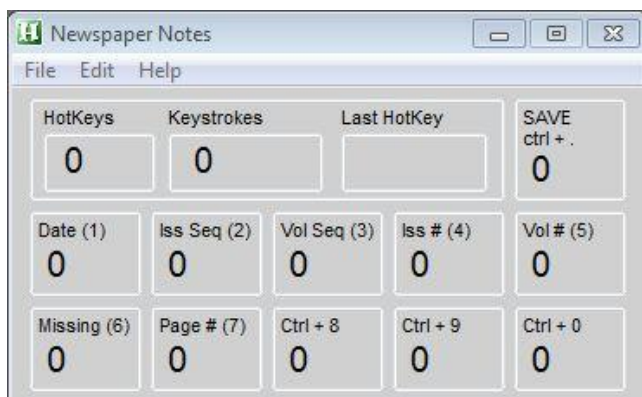 H Newspaper Notes
File Edit Help
HotKeys Keystrokes Last HotKey SAVE
ctrl + .
0 0 0
Date (1) Iss Seq (2) Vol Seq (3) Iss # (4) Vol # (5)
0 0 0 0 0
Missing (6) Page # (7) Ctrl + 8 Ctrl + 9 Ctrl + 0
0 0 0 0 0